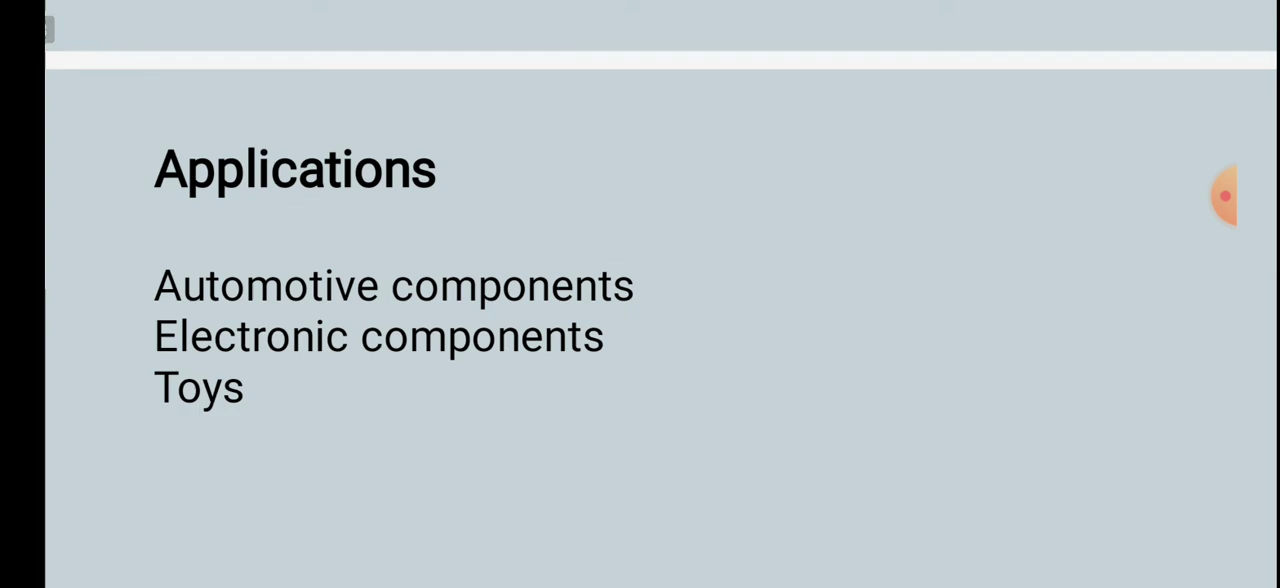 Applications
Automotive components
Electronic components
Toys